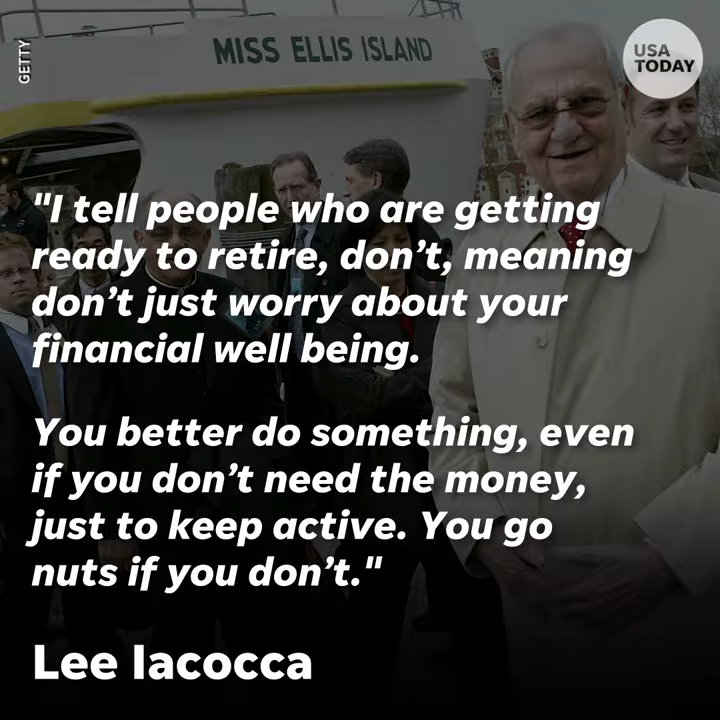 GETTY
MISS ELLIS ISLAND
USA
TODAY
"I tell people who are getting
ready to retire, don’t, meaning
don’t just worry about your
financial well being.
You better do something, even
if you don’t need the money,
just to keep active. You go
nuts if you don’t."
Lee Iacocca